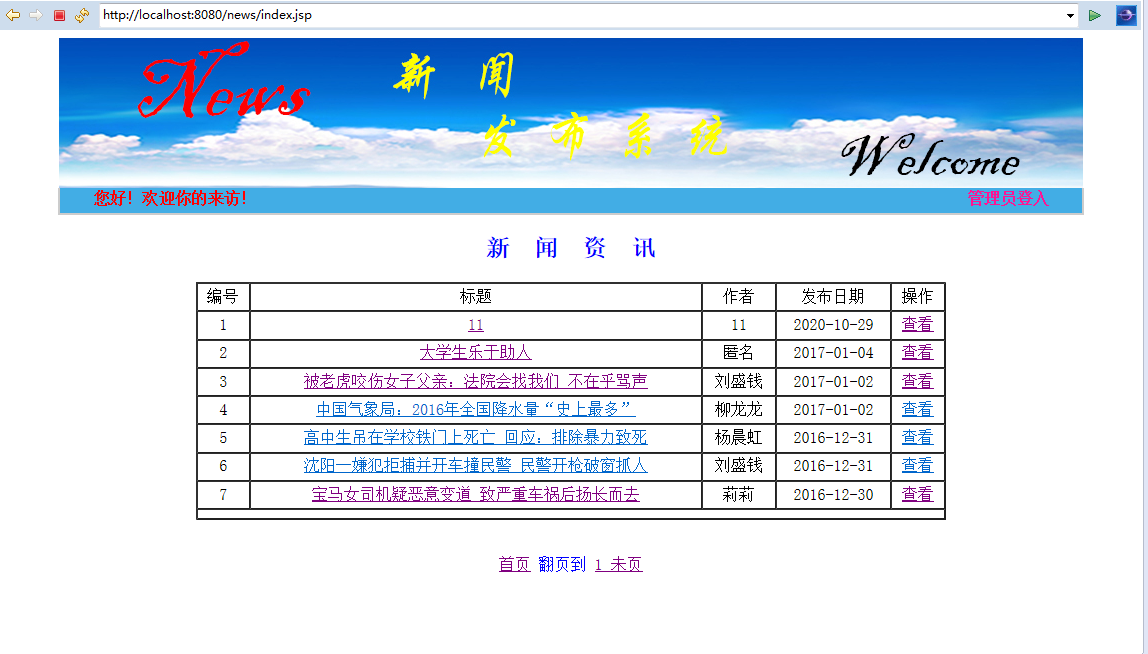 http://localhost:8080/news/index.jsp
News
新 闻
发 布 系 统
Welcome
您好！欢迎你的来访！ 管理员登入
新 闻 资 讯
编号 标题 作者 发布日期 操作
1 11 11 2020-10-29 查看
2 大学生乐于助人 匿名 2017-01-04 查看
3 被老虎咬伤女子父亲：法院会找我们 不在乎骂声 刘盛钱 2017-01-02 查看
4 中国气象局：2016年全国降水量“史上最多” 柳龙龙 2017-01-02 查看
5 高中生吊在学校铁门上死亡 回应：排除暴力致死 杨晨虹 2016-12-31 查看
6 沈阳一嫌犯拒捕并开车撞民警 民警开枪破窗抓人 刘盛钱 2016-12-31 查看
7 宝马女司机疑恶意变道 致严重车祸后扬长而去 莉莉 2016-12-30 查看
首页 翻页到 1 未页